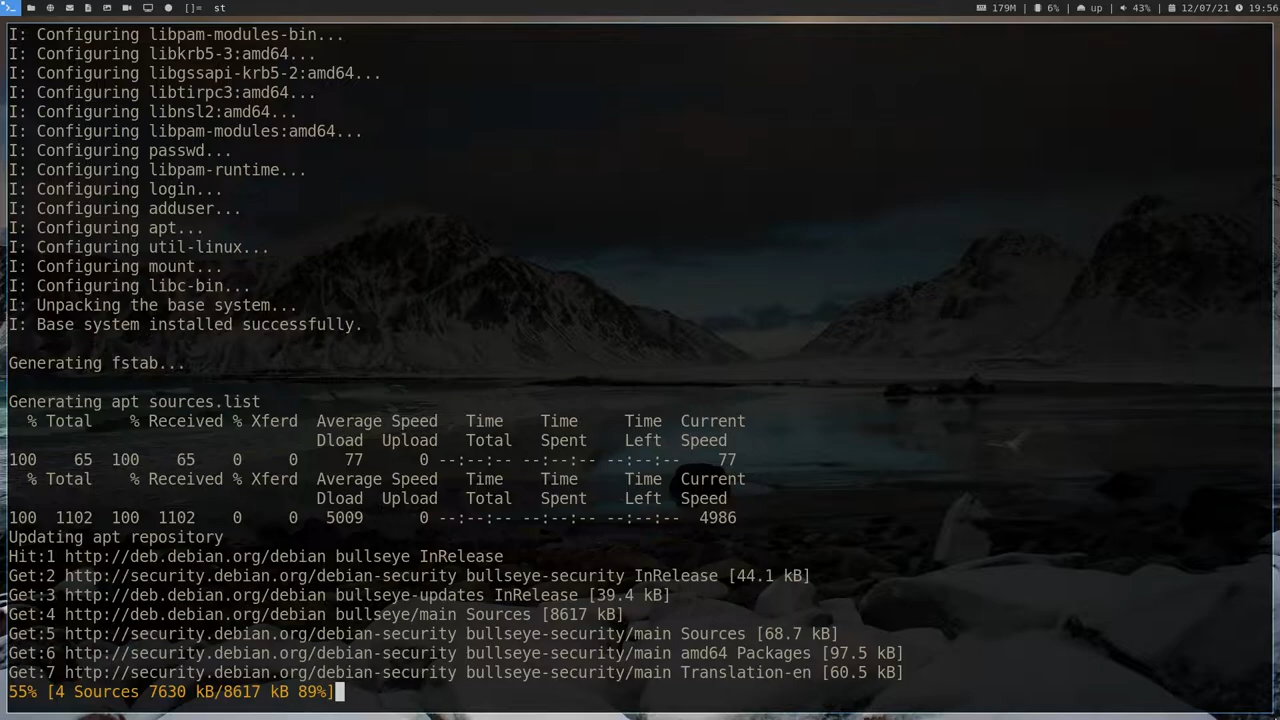 []= st 179M | 6% | up | 43% | 12/07/21 19:56
I: Configuring libpam-modules-bin...
I: Configuring libkrb5-3:amd64...
I: Configuring libgssapi-krb5-2:amd64...
I: Configuring libtirpc3:amd64...
I: Configuring libnsl2:amd64...
I: Configuring libpam-modules:amd64...
I: Configuring passwd...
I: Configuring libpam-runtime...
I: Configuring login...
I: Configuring adduser...
I: Configuring apt...
I: Configuring util-linux...
I: Configuring mount...
I: Configuring libc-bin...
I: Unpacking the base system...
I: Base system installed successfully.
Generating fstab...
Generating apt sources.list
% Total % Received % Xferd Average Speed Time Time Time Current
Dload Upload Total Spent Left Speed
100 65 100 65 0 0 77 0 --:--:-- --:--:-- --:--:-- 77
% Total % Received % Xferd Average Speed Time Time Time Current
Dload Upload Total Spent Left Speed
100 1102 100 1102 0 0 5009 0 --:--:-- --:--:-- --:--:-- 4986
Updating apt repository
Hit:1 http://deb.debian.org/debian bullseye InRelease
Get:2 http://security.debian.org/debian-security bullseye-security InRelease [44.1 kB]
Get:3 http://deb.debian.org/debian bullseye-updates InRelease [39.4 kB]
Get:4 http://deb.debian.org/debian bullseye/main Sources [8617 kB]
Get:5 http://security.debian.org/debian-security bullseye-security/main Sources [68.7 kB]
Get:6 http://security.debian.org/debian-security bullseye-security/main amd64 Packages [97.5 kB]
Get:7 http://security.debian.org/debian-security bullseye-security/main Translation-en [60.5 kB]
55% [4 Sources 7630 kB/8617 kB 89%]